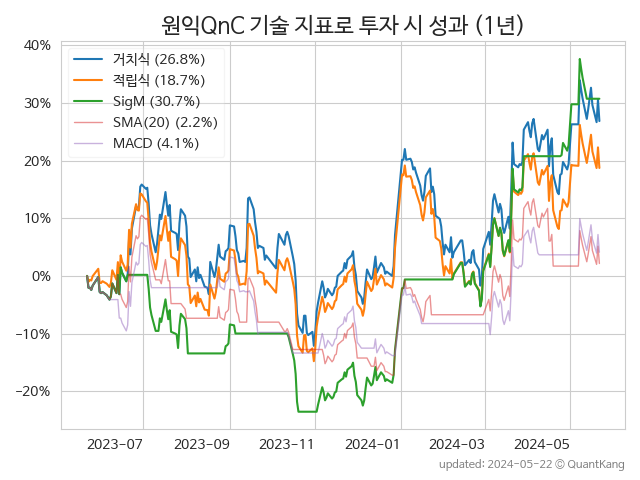 원익QnC 기술 지표로 투자 시 성과 (1년)
40%
30%
20%
10%
0%
−10%
−20%
거치식 (26.8%)
적립식 (18.7%)
SigM (30.7%)
SMA(20) (2.2%)
MACD (4.1%)
2023-07
2023-09
2023-11
2024-01
2024-03
2024-05
updated: 2024-05-22 © QuantKang